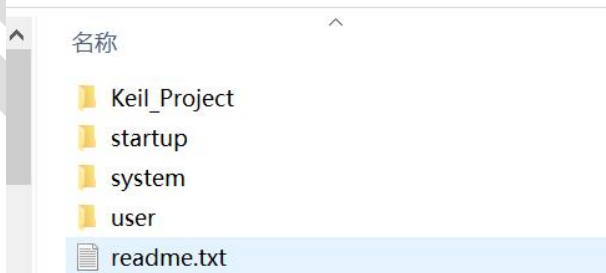 名称
Keil_Project
startup
system
user
readme.txt